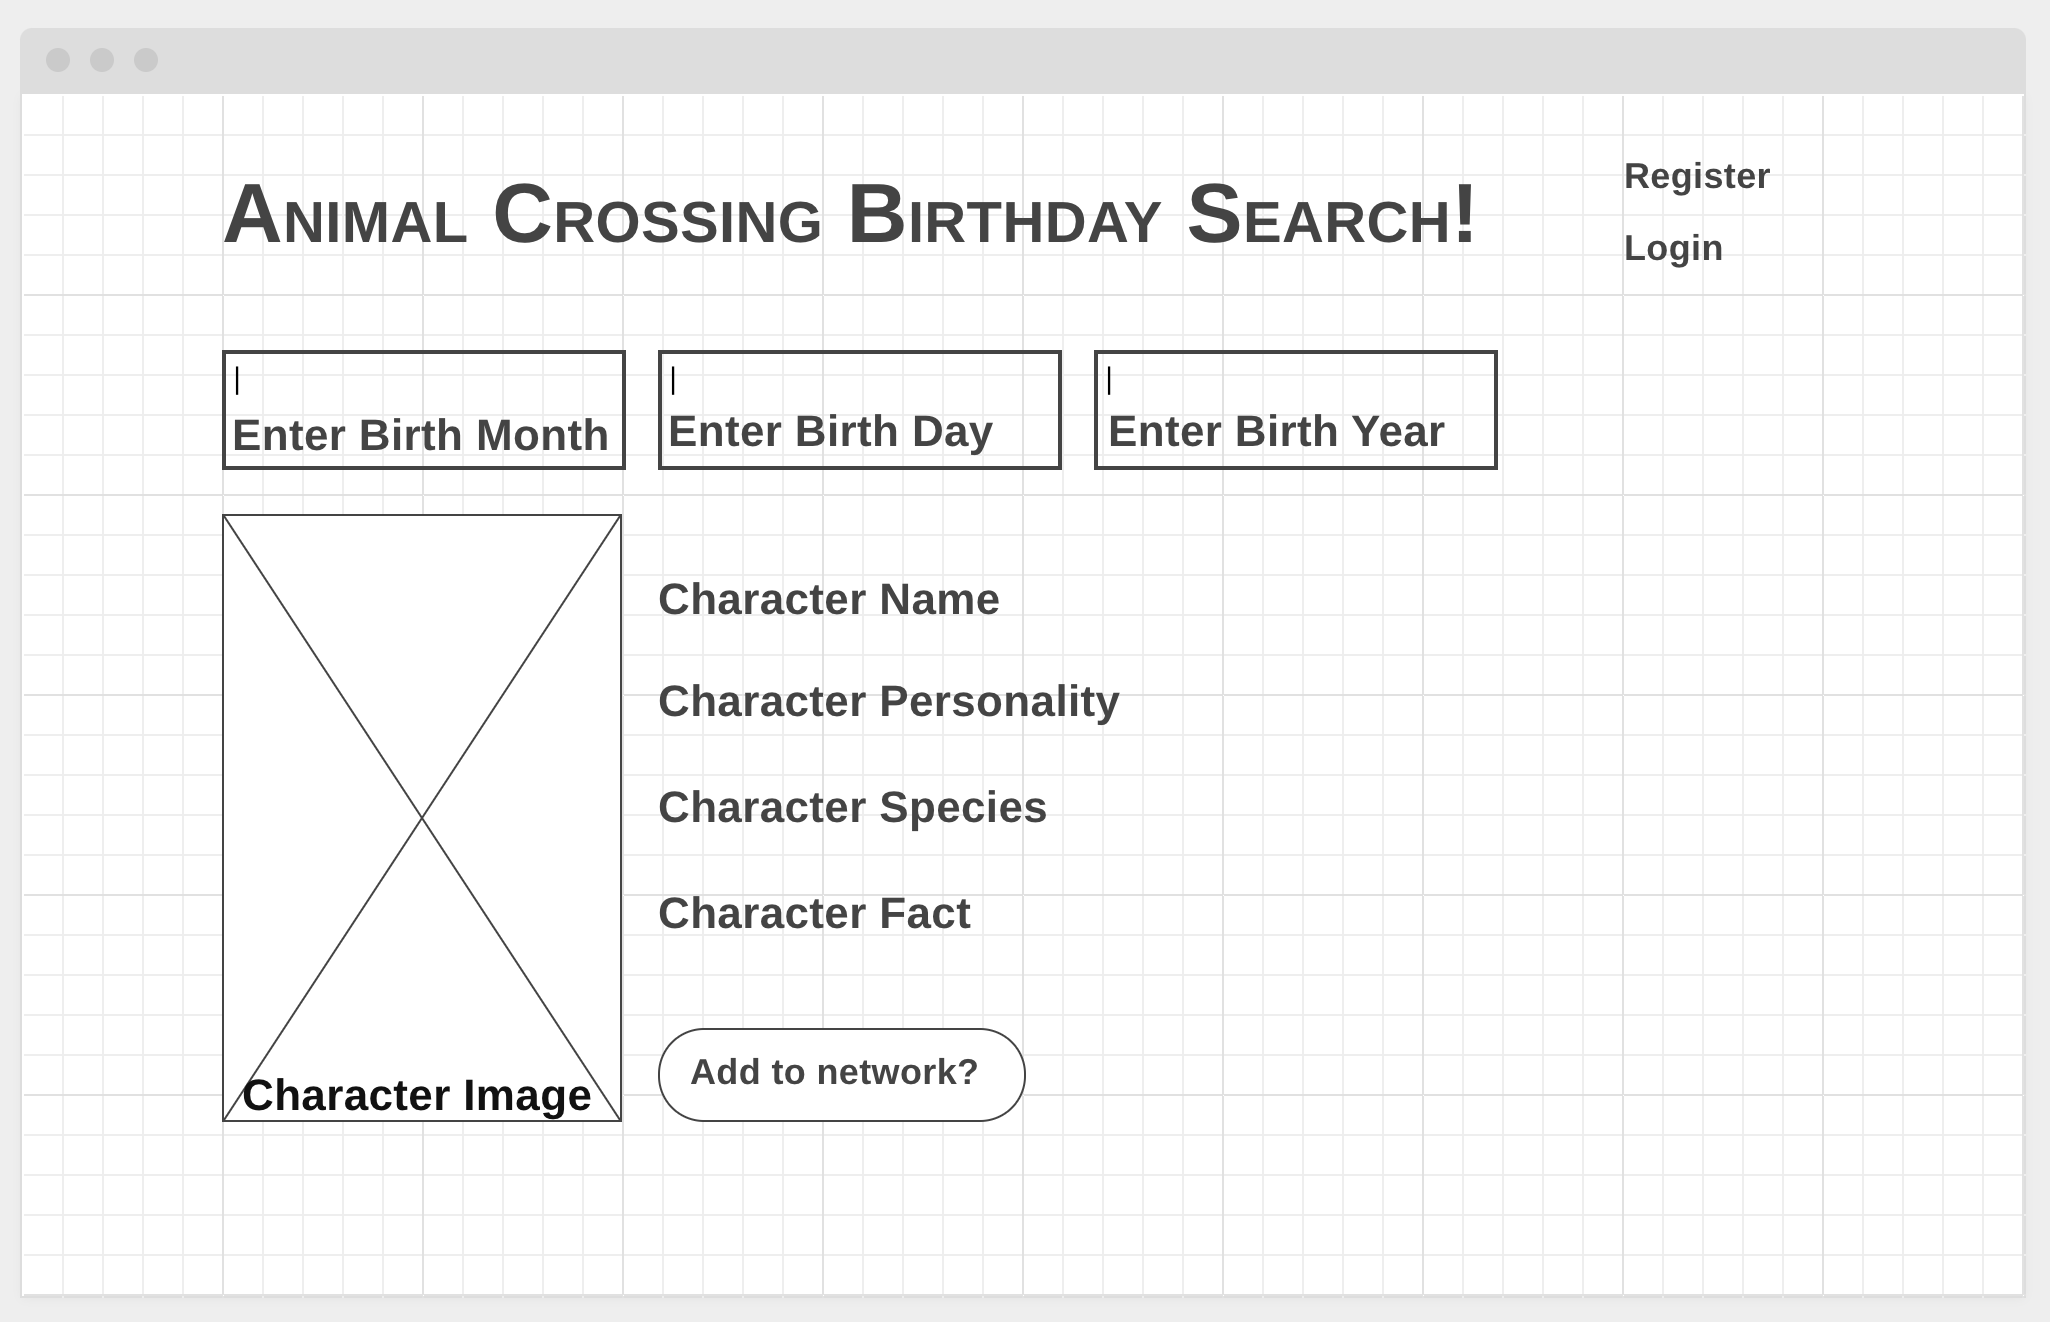 Animal Crossing Birthday Search!
Register
Login
Enter Birth Month
Enter Birth Day
Enter Birth Year
Character Name
Character Personality
Character Species
Character Fact
Add to network?
Character Image